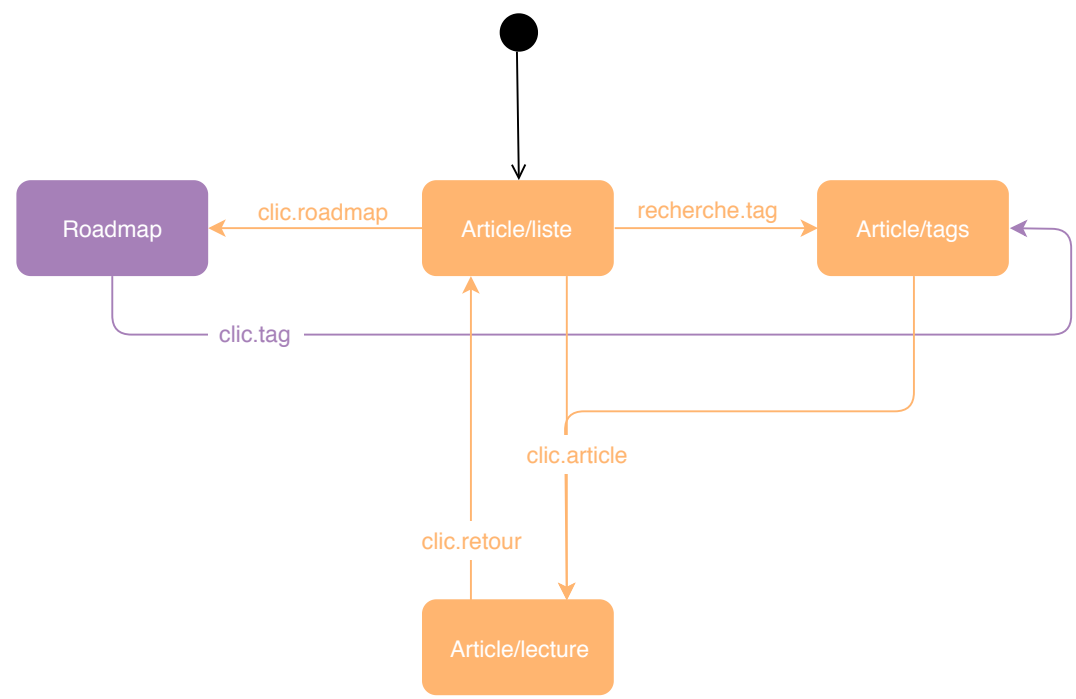 clic.roadmap
recherche.tag
Roadmap
Article/liste
Article/tags
clic.tag
clic.article
clic.retour
Article/lecture